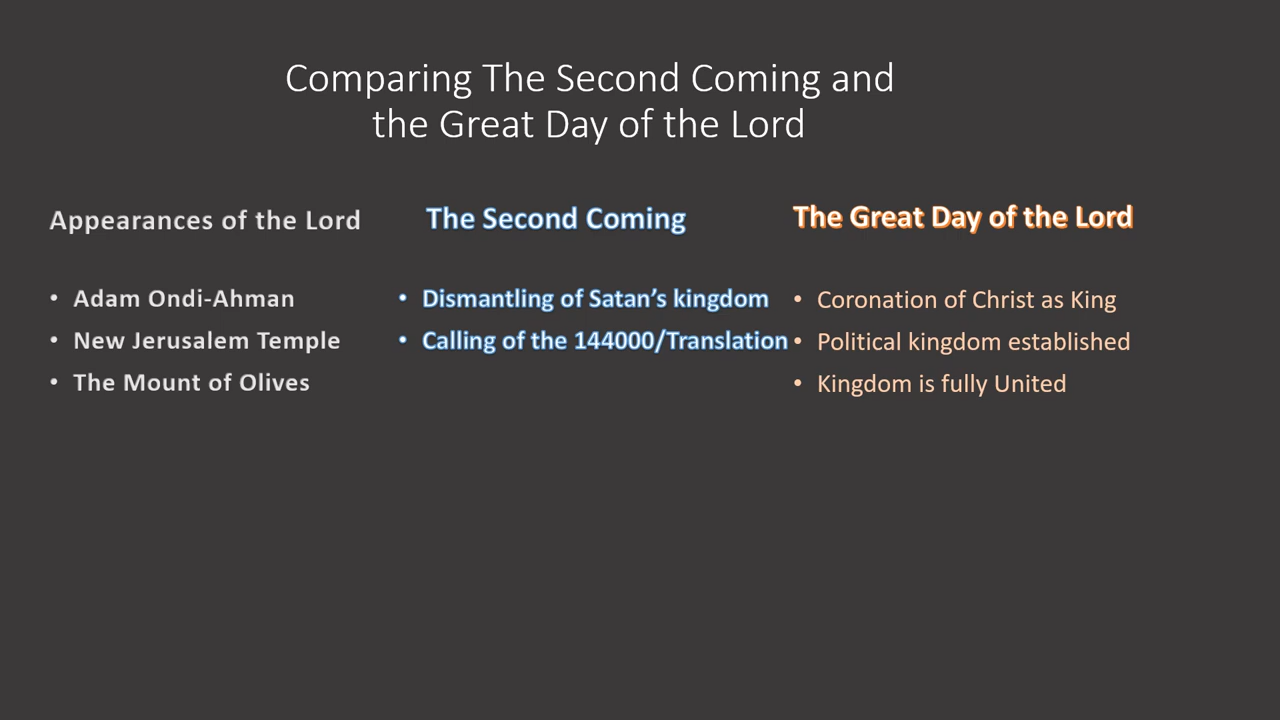 Comparing The Second Coming and
the Great Day of the Lord
Appearances of the Lord
• Adam Ondi-Ahman
• New Jerusalem Temple
• The Mount of Olives
The Second Coming
• Dismantling of Satan’s kingdom
• Calling of the 144000/Translation
The Great Day of the Lord
• Coronation of Christ as King
• Political kingdom established
• Kingdom is fully United